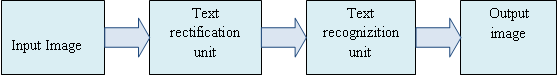 Input Image
Text
rectification
unit
Text
recognizition
unit
Output
image